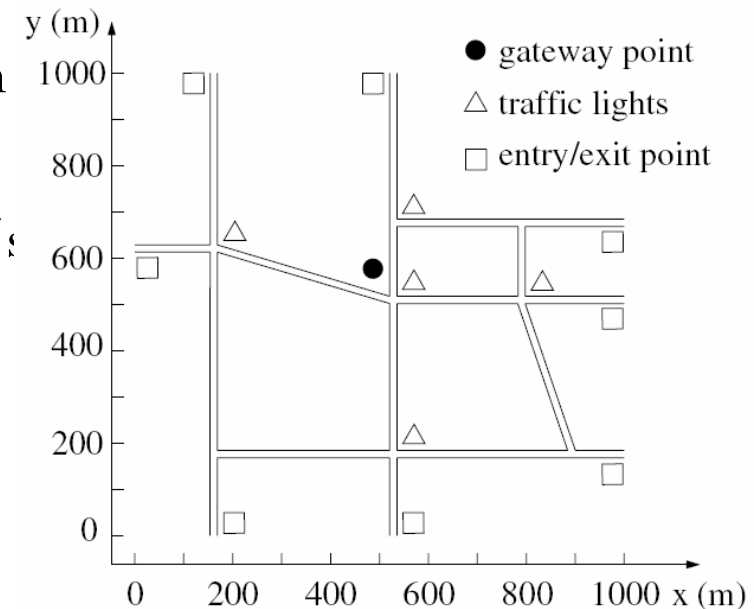 y (m)
gateway point
traffic lights
entry/exit point
1000
800
600
400
200
0
0 200 400 600 800 1000 x (m)